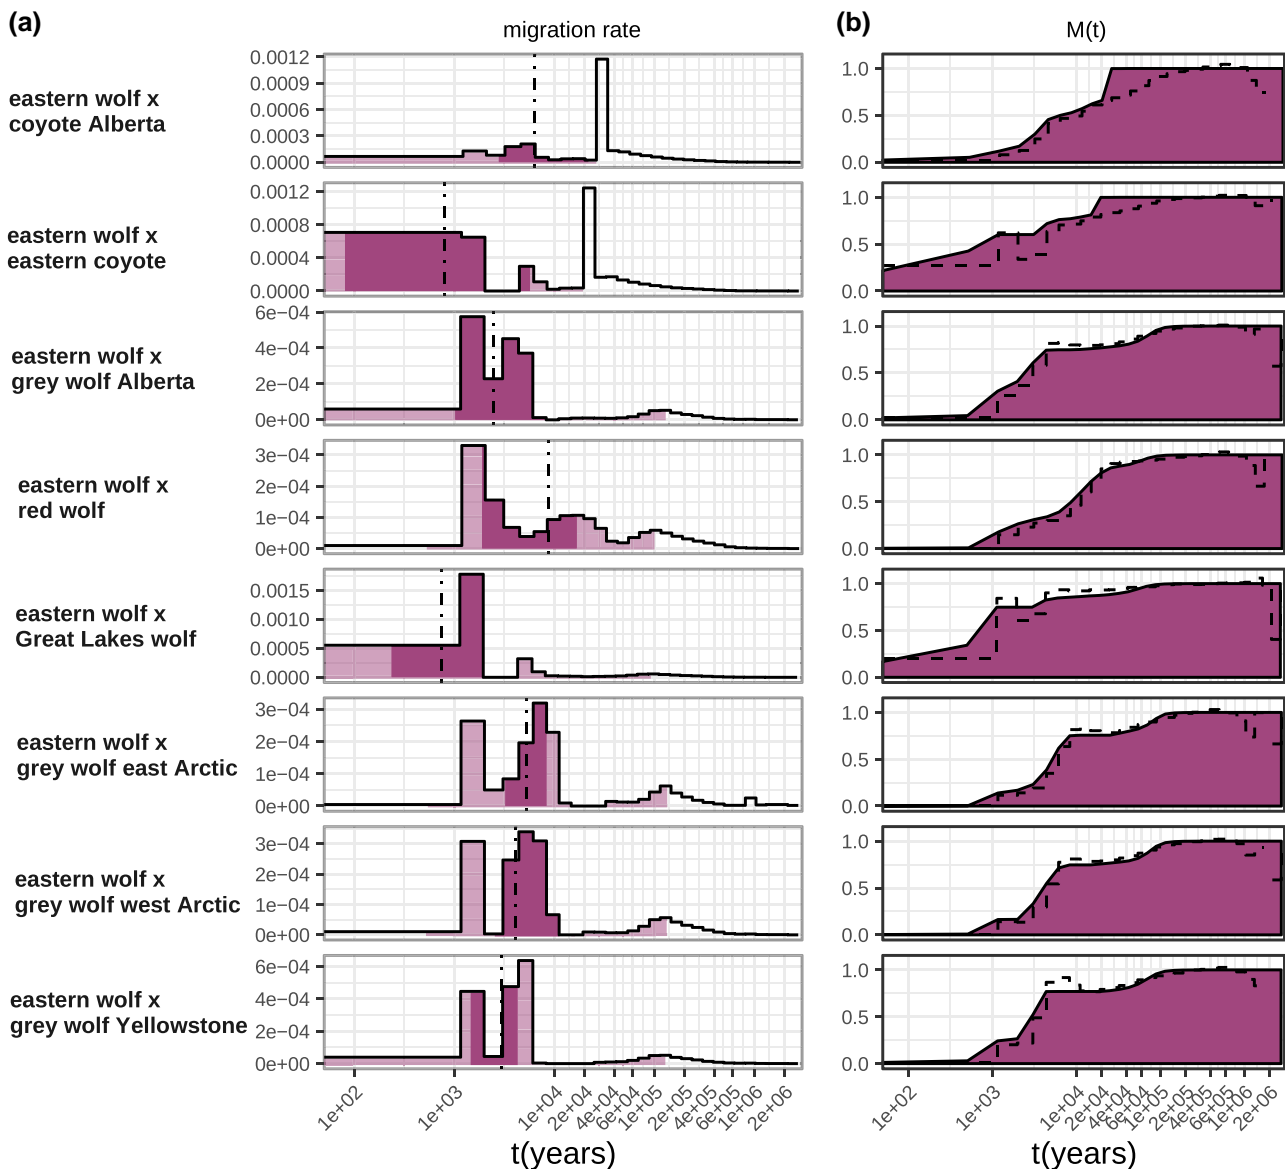 (a)
migration rate
(b)
M(t)
eastern wolf x
coyote Alberta
0.0012
0.0009
0.0006
0.0003
0.0000
1.0
0.5
0.0
eastern wolf x
eastern coyote
0.0012
0.0008
0.0004
0.0000
1.0
0.5
0.0
eastern wolf x
grey wolf Alberta
6e−04
4e−04
2e−04
0e+00
1.0
0.5
0.0
eastern wolf x
red wolf
3e−04
2e−04
1e−04
0e+00
1.0
0.5
0.0
eastern wolf x
Great Lakes wolf
0.0015
0.0010
0.0005
0.0000
1.0
0.5
0.0
eastern wolf x
grey wolf east Arctic
3e−04
2e−04
1e−04
0e+00
1.0
0.5
0.0
eastern wolf x
grey wolf west Arctic
3e−04
2e−04
1e−04
0e+00
1.0
0.5
0.0
eastern wolf x
grey wolf Yellowstone
6e−04
4e−04
2e−04
0e+00
1.0
0.5
0.0
1e+02
1e+03
1e+04
2e+04
4e+04
6e+04
1e+05
2e+05
4e+05
6e+05
1e+06
2e+06
t(years)
1e+02
1e+03
1e+04
2e+04
4e+04
6e+04
1e+05
2e+05
4e+05
6e+05
1e+06
2e+06
t(years)